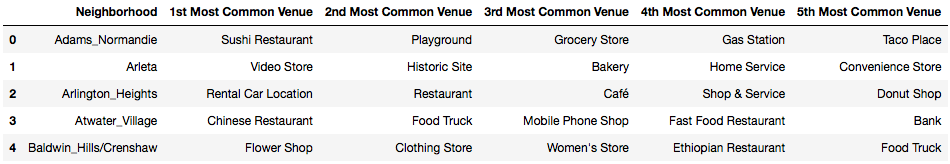 Neighborhood 1st Most Common Venue 2nd Most Common Venue 3rd Most Common Venue 4th Most Common Venue 5th Most Common Venue
0 Adams_Normandie Sushi Restaurant Playground Grocery Store Gas Station Taco Place
1 Arleta Video Store Historic Site Bakery Home Service Convenience Store
2 Arlington_Heights Rental Car Location Restaurant Café Shop & Service Donut Shop
3 Atwater_Village Chinese Restaurant Food Truck Mobile Phone Shop Fast Food Restaurant Bank
4 Baldwin_Hills/Crenshaw Flower Shop Clothing Store Women's Store Ethiopian Restaurant Food Truck